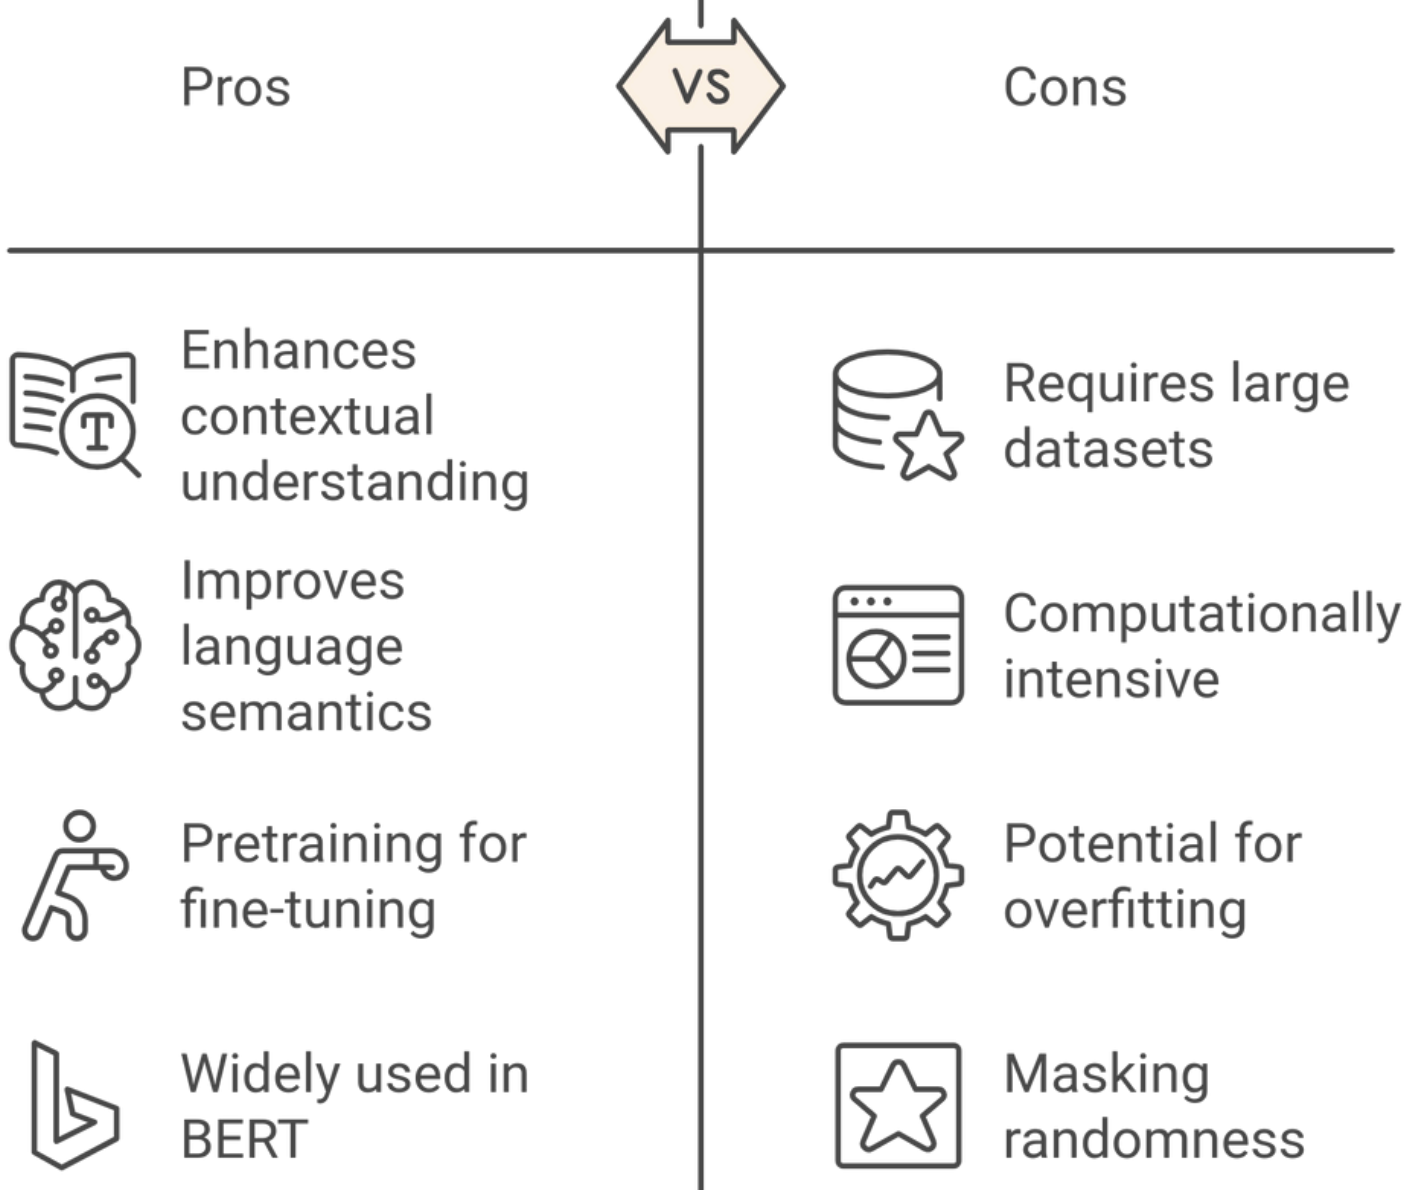 Pros
VS
Cons
Enhances
contextual
understanding
Requires large
datasets
Improves
language
semantics
Computationally
intensive
Pretraining for
fine-tuning
Potential for
overfitting
Widely used in
BERT
Masking
randomness